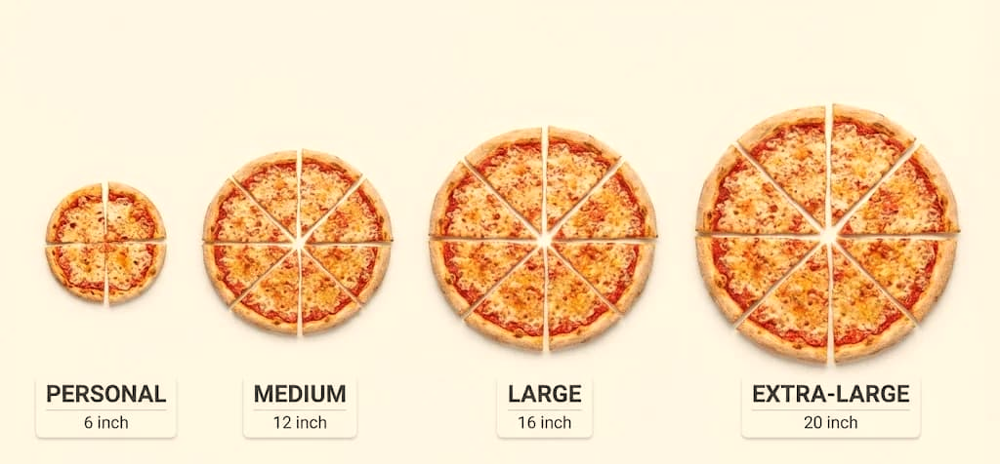 PERSONAL
6 inch
MEDIUM
12 inch
LARGE
16 inch
EXTRA-LARGE
20 inch